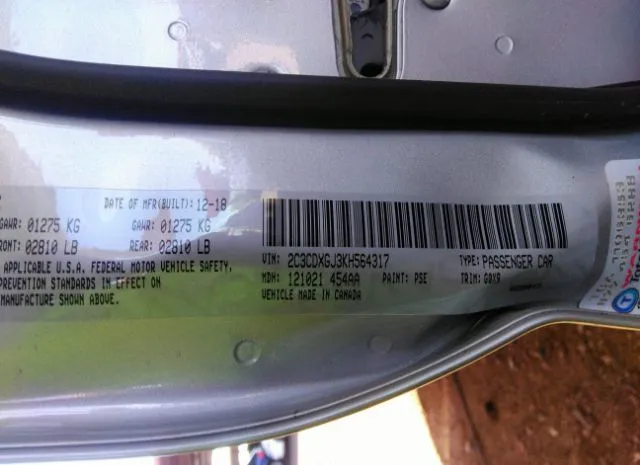 DATE OF MFR(BUILT): 12-18
GAWR: 01275 KG GAWR: 01275 KG
FRONT: 02810 LB REAR: 02810 LB
APPLICABLE U.S.A. FEDERAL MOTOR VEHICLE SAFETY,
PREVENTION STANDARDS IN EFFECT ON
MANUFACTURE SHOWN ABOVE.
VIN: 2C3CDXGJ3KH564317 TYPE: PASSENGER CAR
MDH: 121021 454AA PAINT: PSE TRIM: GDX9
VEHICLE MADE IN CANADA